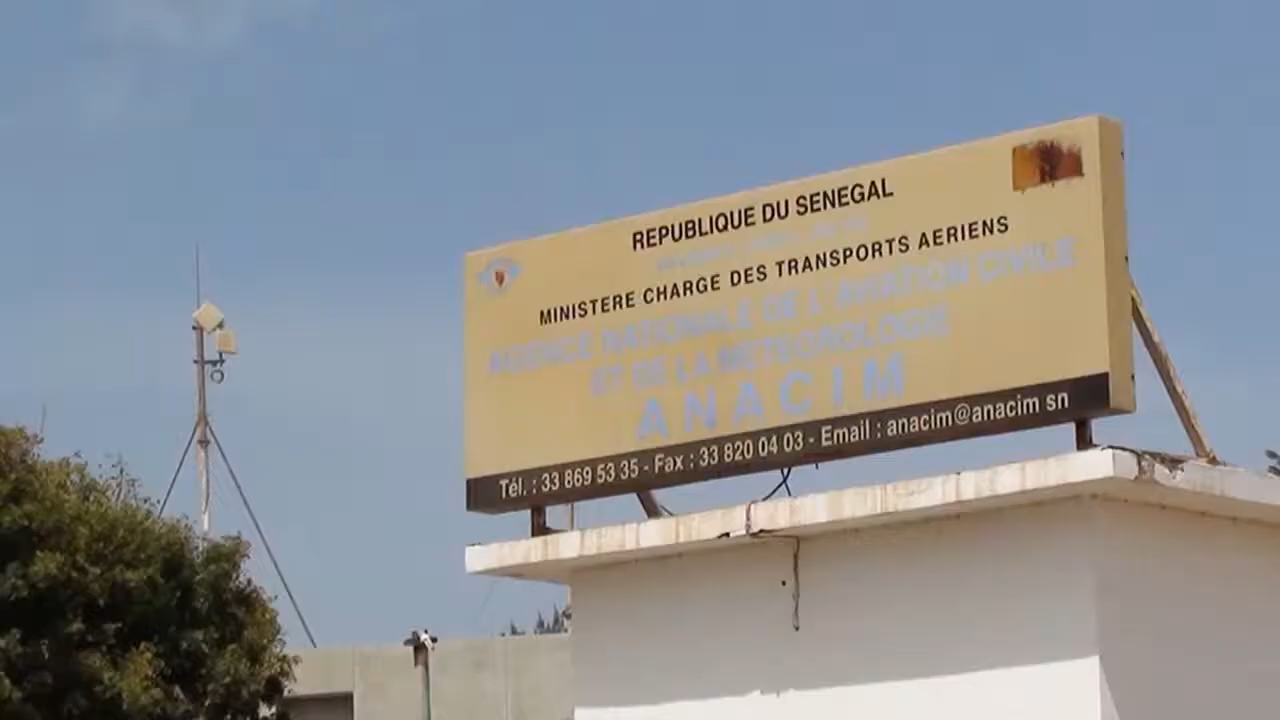 REPUBLIQUE DU SENEGAL
MINISTERE CHARGE DES TRANSPORTS AERIENS
AGENCE NATIONALE DE L'AVIATION CIVILE
ET DE LA METEOROLOGIE
ANACIM
Tél. : 33 869 53 35 - Fax : 33 820 04 03 - Email : anacim@anacim sn